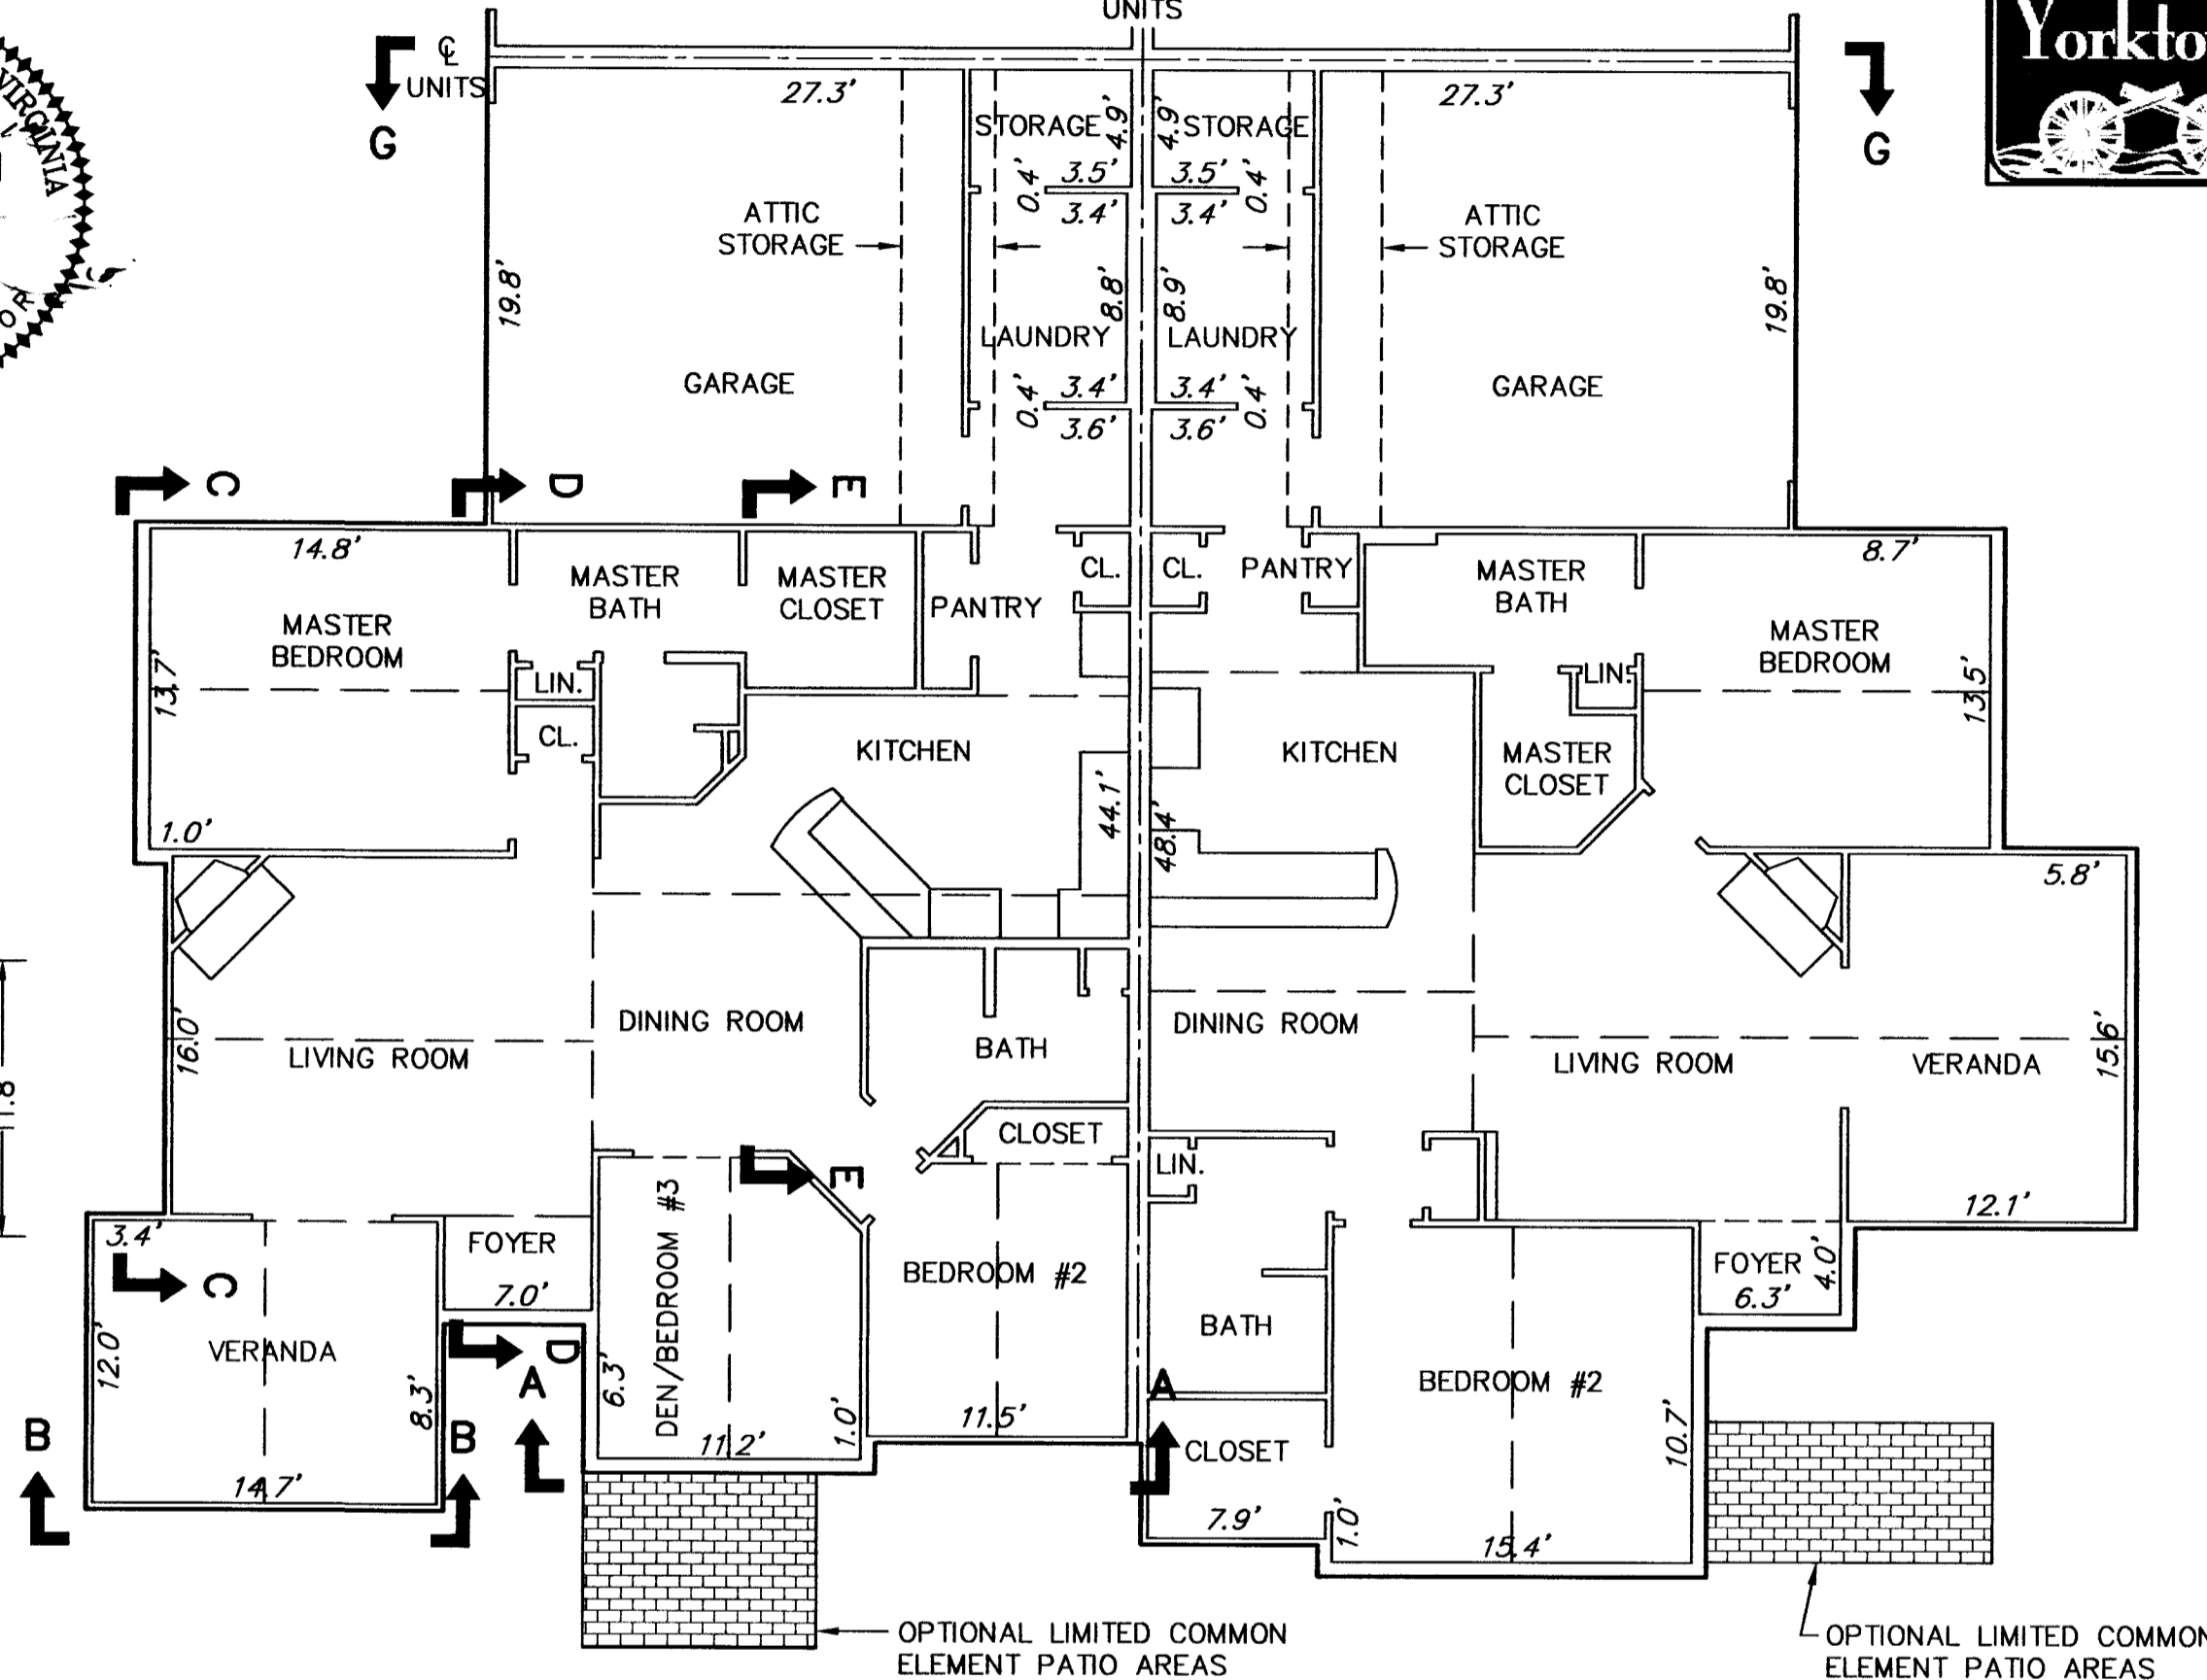 UNITS
Yorkto
VIRGINIA
OR
℄
UNITS
G
G
27.3'
27.3'
STORAGE
4.9'
4.9'
STORAGE
3.5'
3.5'
0.4'
0.4'
3.4'
3.4'
ATTIC
STORAGE
ATTIC
STORAGE
19.8'
8.8'
8.9'
19.8'
LAUNDRY
LAUNDRY
GARAGE
GARAGE
0.4'
3.4'
3.4'
0.4'
3.6'
3.6'
C
D
E
14.8'
MASTER
BATH
MASTER
CLOSET
PANTRY
CL.
CL.
PANTRY
MASTER
BATH
8.7'
MASTER
BEDROOM
MASTER
BEDROOM
13.7'
LIN.
LIN.
13.5'
CL.
KITCHEN
KITCHEN
MASTER
CLOSET
44.1'
48.4'
1.0'
5.8'
1.8
16.0'
LIVING ROOM
DINING ROOM
BATH
DINING ROOM
LIVING ROOM
VERANDA
15.6'
CLOSET
LIN.
E
3.4'
FOYER
7.0'
DEN/BEDROOM #3
BEDROOM #2
12.1'
FOYER
4.0'
6.3'
C
VERANDA
12.0'
8.3'
D
A
6.3'
1.0'
11.2'
11.5'
A
BATH
BEDROOM #2
B
B
14.7'
CLOSET
10.7'
7.9'
1.0'
15.4'
OPTIONAL LIMITED COMMON
ELEMENT PATIO AREAS
OPTIONAL LIMITED COMMON
ELEMENT PATIO AREAS